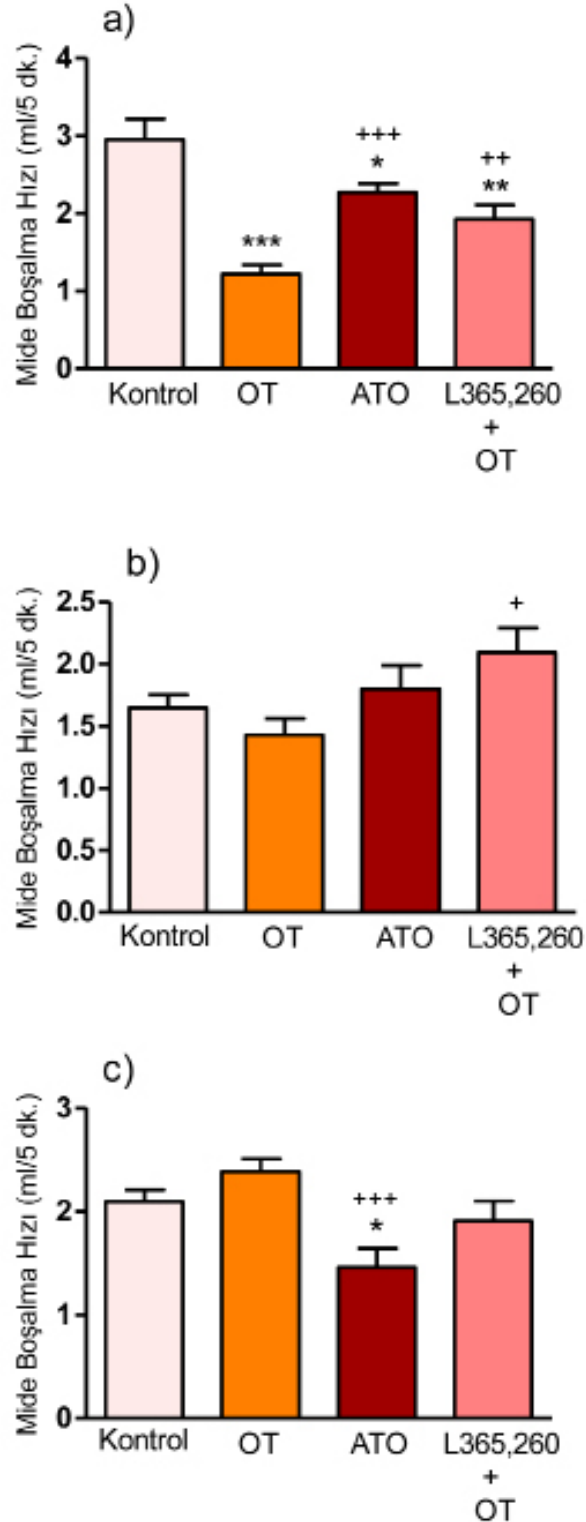 a)
Mide Boşalma Hızı (ml/5 dk.)
4
3
2
1
0
***
+++
*
++
**
Kontrol OT ATO L365,260
+
OT
b)
Mide Boşalma Hızı (ml/5 dk.)
2.5
2.0
1.5
1.0
0.5
0.0
+
Kontrol OT ATO L365,260
+
OT
c)
Mide Boşalma Hızı (ml/5 dk.)
3
2
1
0
+++
*
Kontrol OT ATO L365,260
+
OT